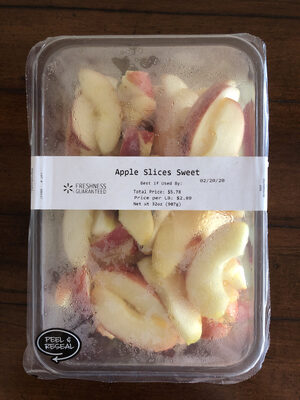 Apple Slices Sweet
Best if Used By: 02/20/20
FRESHNESS
GUARANTEED
Total Price: $5.78
Price per LB: $2.89
Net wt 32oz (907g)
PEEL &
RESEAL